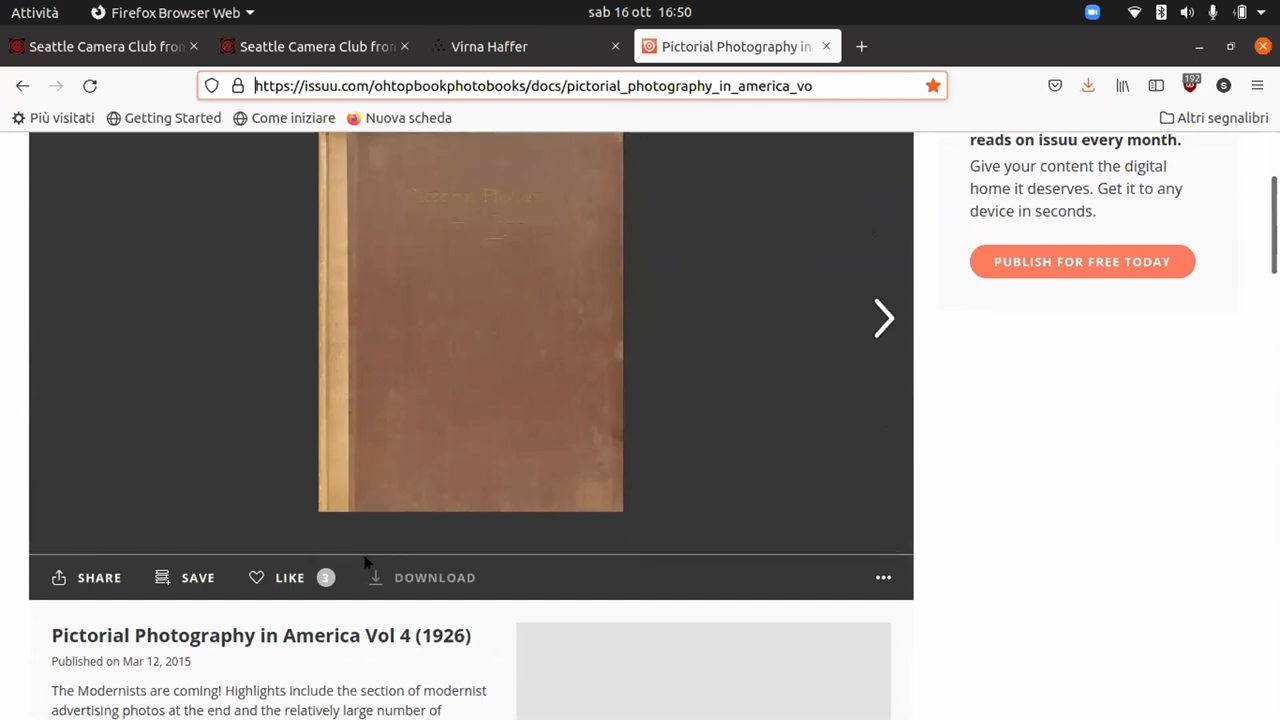 Attività
Firefox Browser Web
sab 16 ott 16:50
Seattle Camera Club fron
Seattle Camera Club fron
Virna Haffer
Pictorial Photography in
https://issuu.com/ohtopbookphotobooks/docs/pictorial_photography_in_america_vo
192
S
Più visitati
Getting Started
Come iniziare
Nuova scheda
Altri segnalibri
reads on issuu every month.
Give your content the digital
home it deserves. Get it to any
device in seconds.
PUBLISH FOR FREE TODAY
SHARE
SAVE
LIKE 3
DOWNLOAD
Pictorial Photography in America Vol 4 (1926)
Published on Mar 12, 2015
The Modernists are coming! Highlights include the section of modernist
advertising photos at the end and the relatively large number of